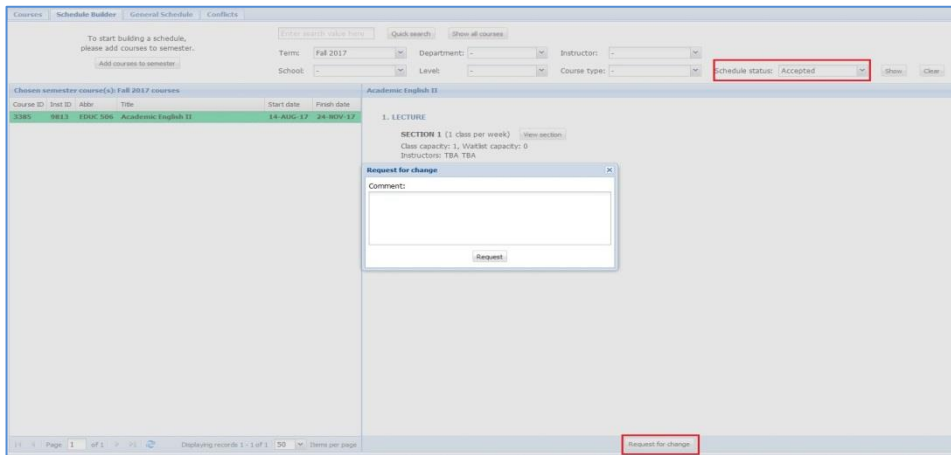 Courses Schedule Builder General Schedule Conflicts
To start building a schedule,
please add courses to semester.
Add courses to semester
Enter search value here Quick search Show all courses
Term: Fall 2017 Department: - Instructor: -
School: - Level: - Course type: - Schedule status: Accepted Show Clear
Chosen semester course(s): Fall 2017 courses
Course ID Inst ID Abbr Title Start date Finish date
3385 9813 EDUC 506 Academic English II 14-AUG-17 24-NOV-17
Academic English II
1. LECTURE
SECTION 1 (1 class per week) View section
Class capacity: 1, Waitlist capacity: 0
Instructors: TBA TBA
Request for change
Comment:
Request
Page 1 of 1 Displaying records 1 - 1 of 1 50 Items per page
Request for change